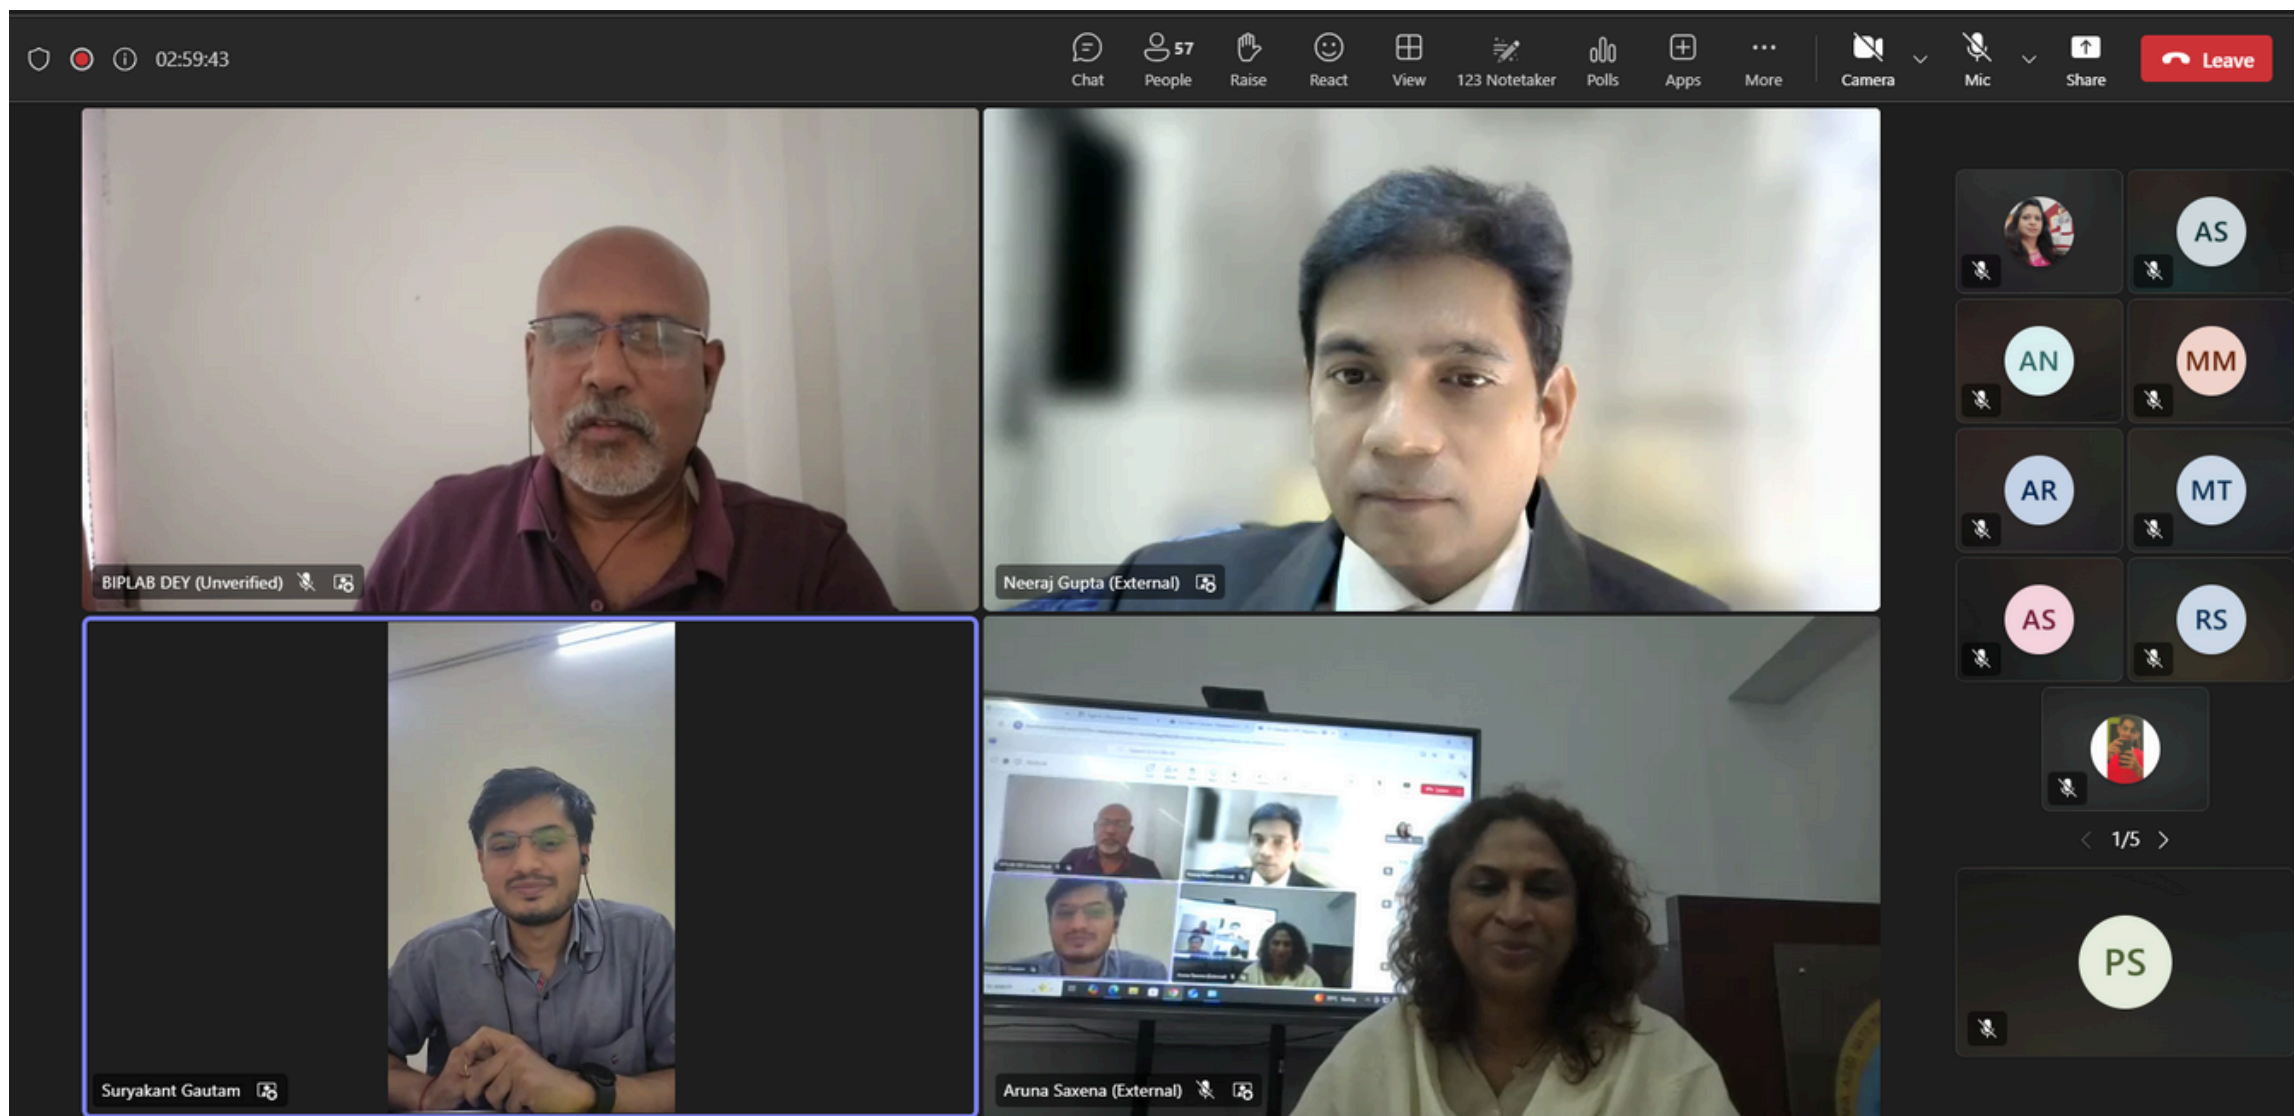 02:59:43
57
Chat People Raise React View 123 Notetaker Polls Apps More Camera Mic Share Leave
BIPLAB DEY (Unverified)
Neeraj Gupta (External)
AS
AN MM
AR MT
AS RS
1/5
PS
Suryakant Gautam
Aruna Saxena (External)